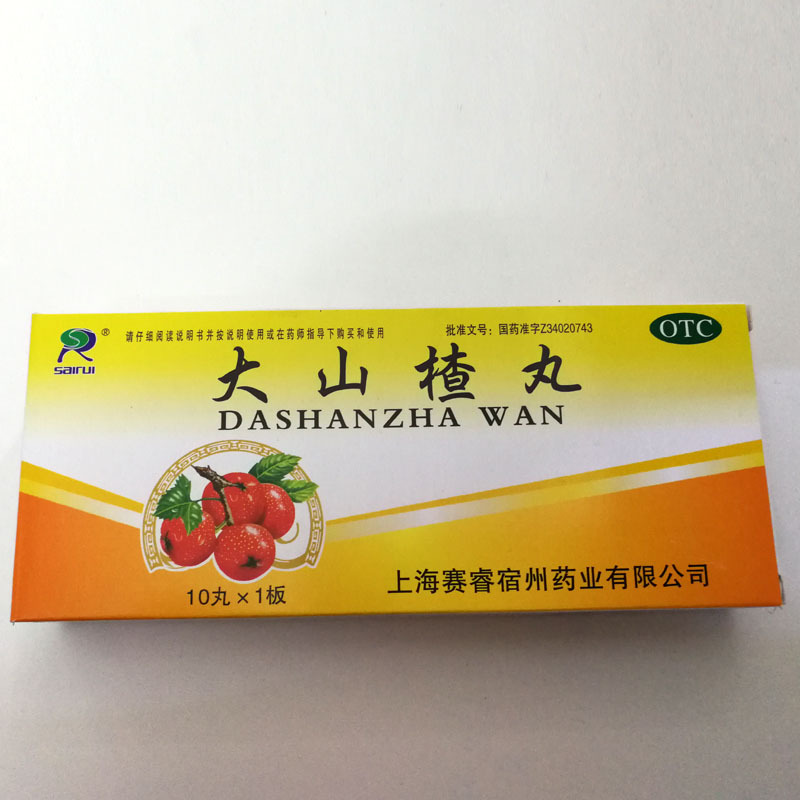 sairui®
请仔细阅读说明书并按说明使用或在药师指导下购买和使用
批准文号：国药准字Z34020743
OTC
大山楂丸
DASHANZHA WAN
10丸×1板
上海赛睿宿州药业有限公司